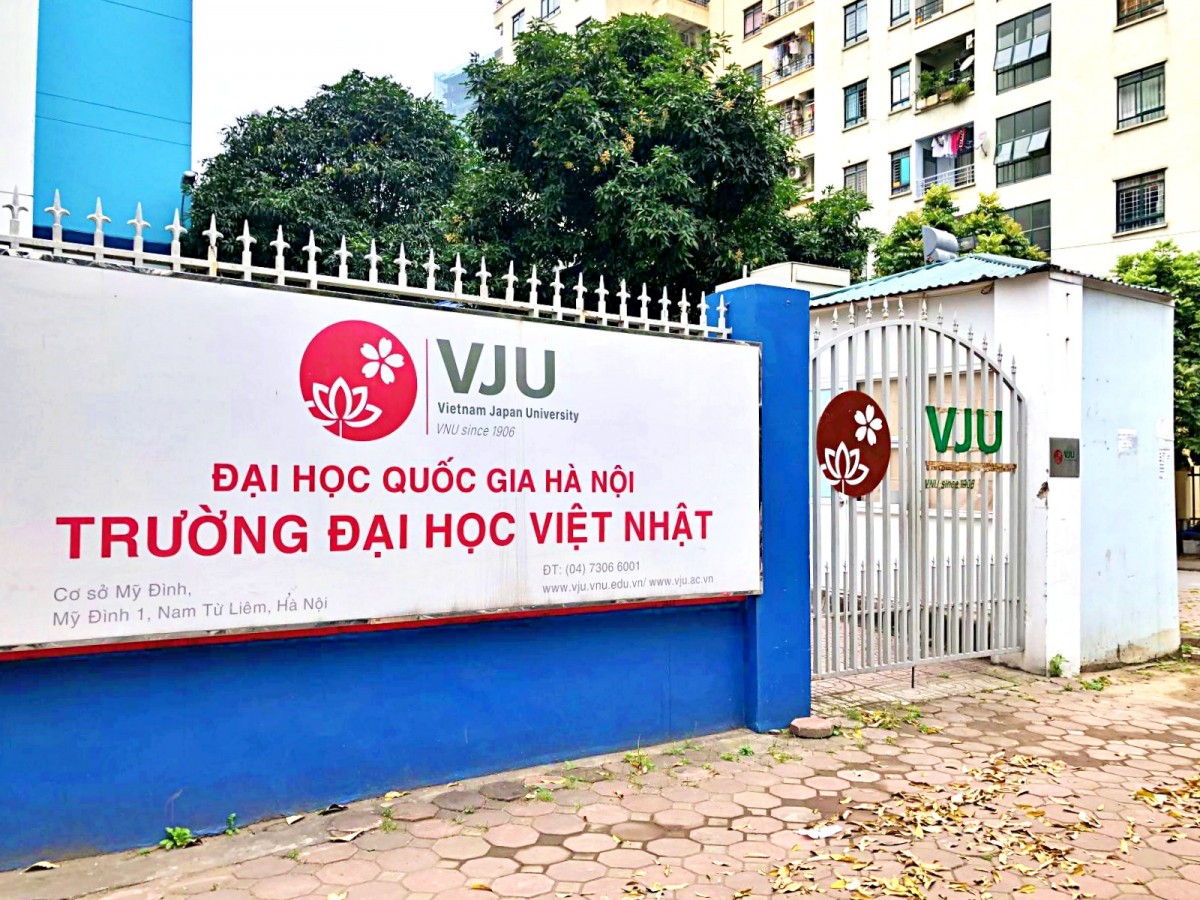 VJU
Vietnam Japan University
VNU since 1906
ĐẠI HỌC QUỐC GIA HÀ NỘI
TRƯỜNG ĐẠI HỌC VIỆT NHẬT
Cơ sở Mỹ Đình,
Mỹ Đình 1, Nam Từ Liêm, Hà Nội
ĐT: (04) 7306 6001
www.vju.vnu.edu.vn/ www.vju.ac.vn
VJU
VNU since 1906
VJU